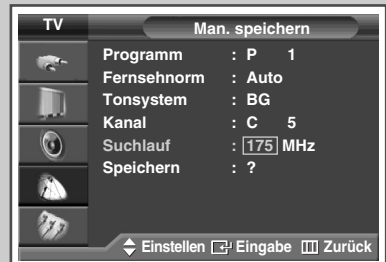 TV
Man. speichern
Programm : P 1
Fernsehnorm : Auto
Tonsystem : BG
Kanal : C 5
Suchlauf : 175 MHz
Speichern : ?
Einstellen Eingabe Zurück